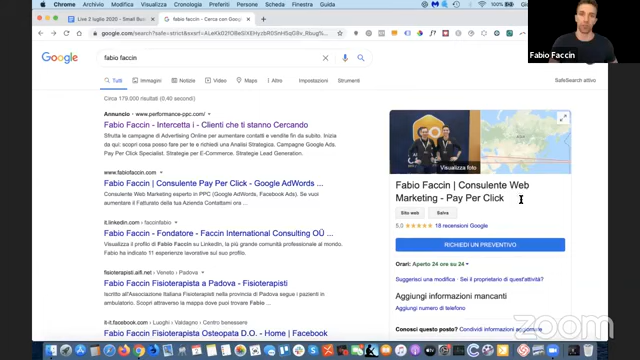 Chrome File Modifica Visualizza Cronologia Preferiti Persone Scheda Finestra Guida
100%
Live 2 luglio 2020 - Small Bu
fabio faccin - Cerca con Goo
Fabio Faccin
google.com/search?
Google
fabio faccin
Tutti Immagini Notizie Video Maps Altro Impostazioni Strumenti
SafeSearch attivo
Circa 179.000 risultati (0,40 secondi)
Annuncio · www.performance-ppc.com/
Fabio Faccin - Intercetta i - Clienti che ti stanno Cercando
Sfrutta le campagne di Advertising Online per aumentare contatti e vendite fin da subito. Inizia
da qui: scopri cosa posso fare per te e richiedi una Analisi Strategica. Campagne Google Ads.
Pay Per Click Specialist. Strategie per E-Commerce. Strategie Lead Generation.
www.fabiofaccin.com
Fabio Faccin | Consulente Pay Per Click - Google AdWords ...
Consulente Web Marketing esperto in PPC (Google AdWords, Facebook Ads). Se vuoi
aumentare il Fatturato della tua Azienda Contattami ora ...
it.linkedin.com › faccinfabio
Fabio Faccin - Fondatore - Faccin International Consulting OÜ ...
Visualizza il profilo di Fabio Faccin su LinkedIn, la più grande comunità professionale al mondo.
Fabio ha indicato 11 esperienze lavorative sul suo profilo.
fisioterapisti.aifi.net › Veneto › Padova
Fabio Faccin Fisioterapista a Padova - Fisioterapisti
Iscritto all'Associazione Italiana Fisioterapisti nella provincia di Padova segue i pazienti in
ambulatorio. Scopri attraverso la mappa dove trovare Fabio ...
it-it.facebook.com › Luoghi › Valdagno › Centro benessere
Fabio Faccin Fisioterapista Osteopata D.O. - Home | Facebook
Visualizza foto
Fabio Faccin | Consulente Web
Marketing - Pay Per Click
Sito web Salva
5,0 18 recensioni Google
RICHIEDI UN PREVENTIVO
Orari: Aperto 24 ore su 24
Suggerisci una modifica · Sei il proprietario di quest'attività?
Aggiungi informazioni mancanti
Aggiungi numero di telefono
Conosci questo posto? Condividi informazioni aggiornate
zoom